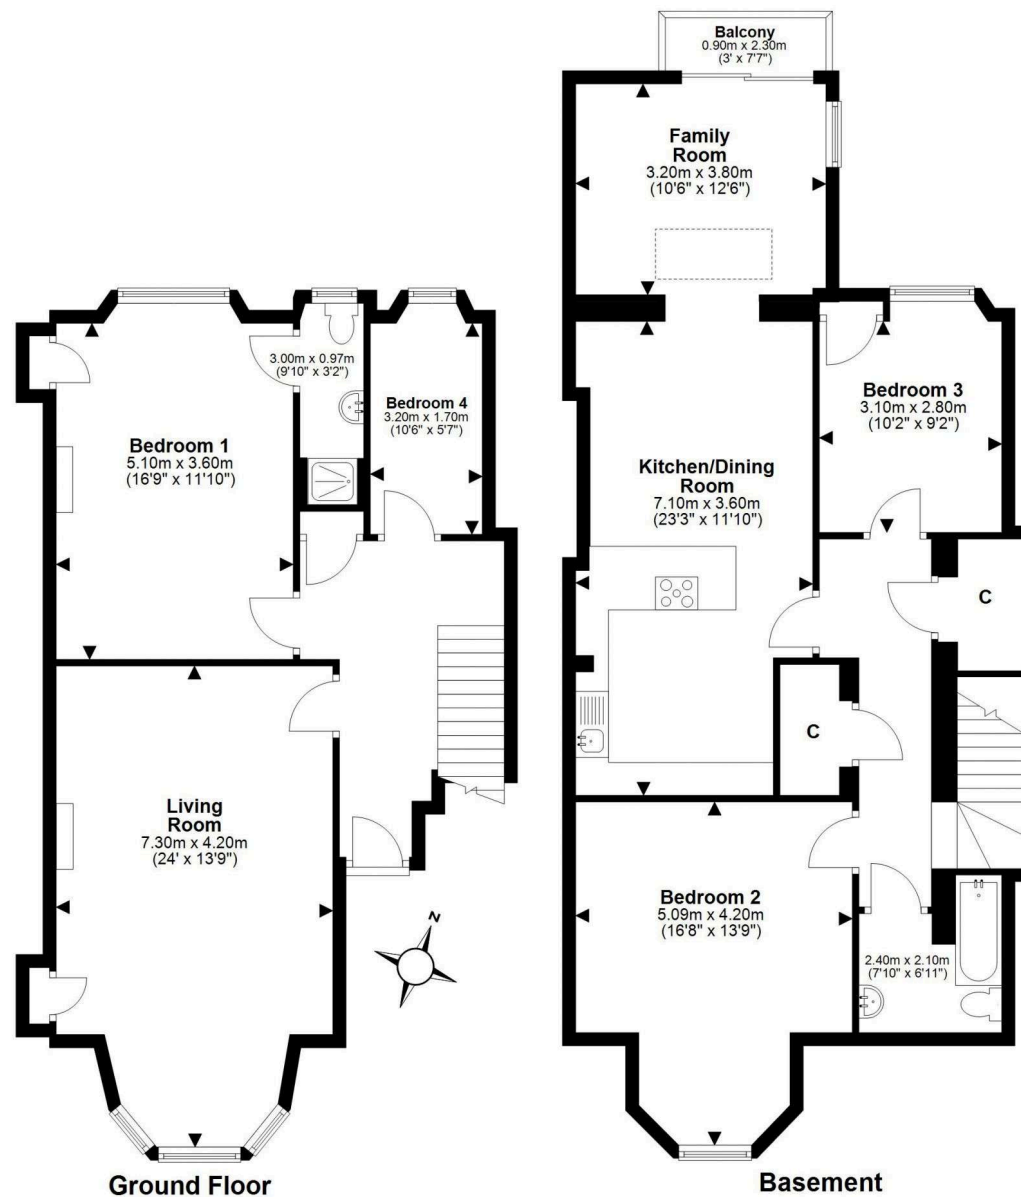 Balcony
0.90m x 2.30m
(3' x 7'7")
Family
Room
3.20m x 3.80m
(10'6" x 12'6")
3.00m x 0.97m
(9'10" x 3'2")
Bedroom 4
3.20m x 1.70m
(10'6" x 5'7")
Bedroom 1
5.10m x 3.60m
(16'9" x 11'10")
Bedroom 3
3.10m x 2.80m
(10'2" x 9'2")
Kitchen/Dining
Room
7.10m x 3.60m
(23'3" x 11'10")
C
C
Living
Room
7.30m x 4.20m
(24' x 13'9")
Bedroom 2
5.09m x 4.20m
(16'8" x 13'9")
N
2.40m x 2.10m
(7'10" x 6'11")
Ground Floor
Basement